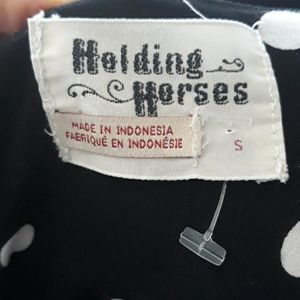 Holding
Horses
MADE IN INDONESIA
FABRIQUÉ EN INDONÉSIE
S